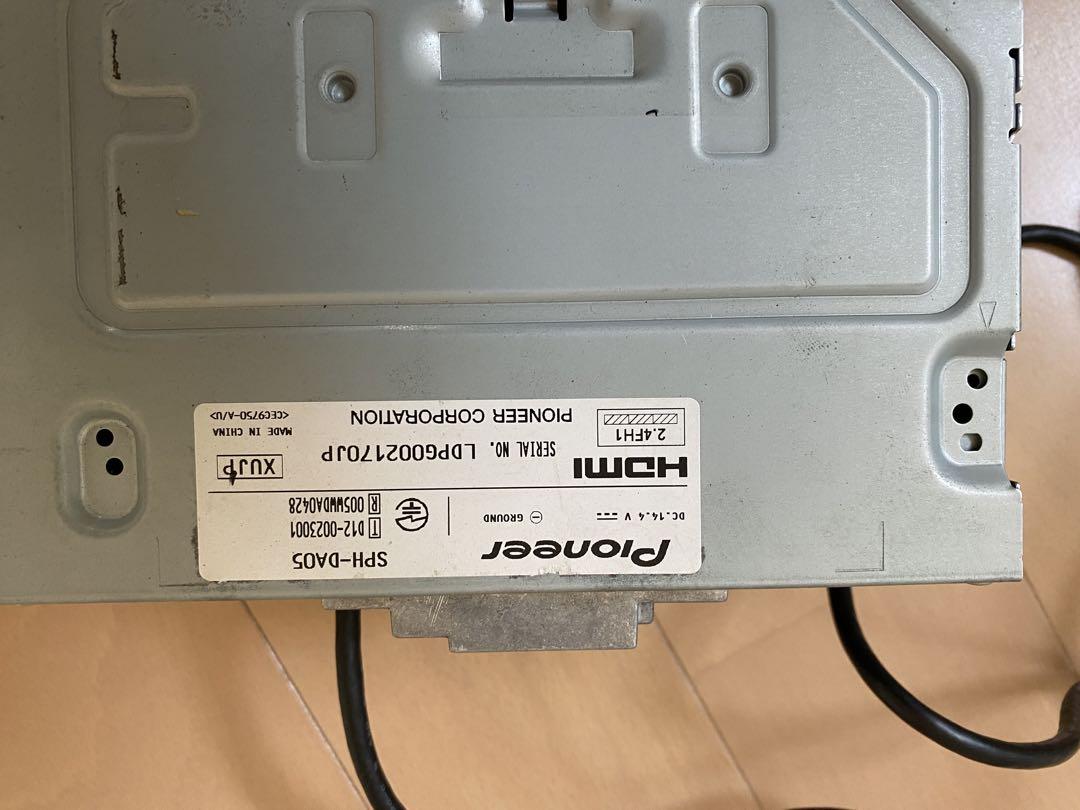 Pioneer
SPH-DA05
DC.14.4 V
GROUND
T D12-0023001
R 005WWDA0428
HDMI
XUJP
2.4FH1
SERIAL NO. LDPG002170JP
MADE IN CHINA
PIONEER CORPORATION
<CEC9750-A/U>